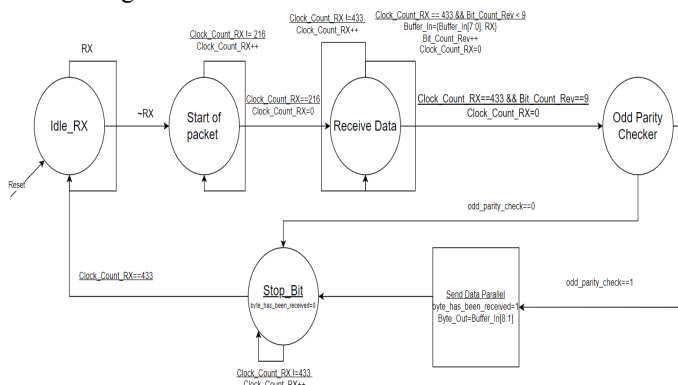 Clock_Count_RX !=433
Clock_Count_RX++
Clock_Count_RX == 433 && Bit_Count_Rev < 9
Buffer_In={Buffer_In[7:0], RX}
Bit_Count_Rev++
Clock_Count_RX=0
Clock_Count_RX != 216
Clock_Count_RX++
RX
Idle_RX
~RX
Start of
packet
Clock_Count_RX==216
Clock_Count_RX=0
Receive Data
Clock_Count_RX==433 && Bit_Count_Rev==9
Clock_Count_RX=0
Odd Parity
Checker
Reset
odd_parity_check==0
Clock_Count_RX==433
Stop_Bit
byte_has_been_received=0
Send Data Parallel
byte_has_been_received=1
Byte_Out=Buffer_In[8:1]
odd_parity_check==1
Clock_Count_RX !=433
Clock_Count_RX++